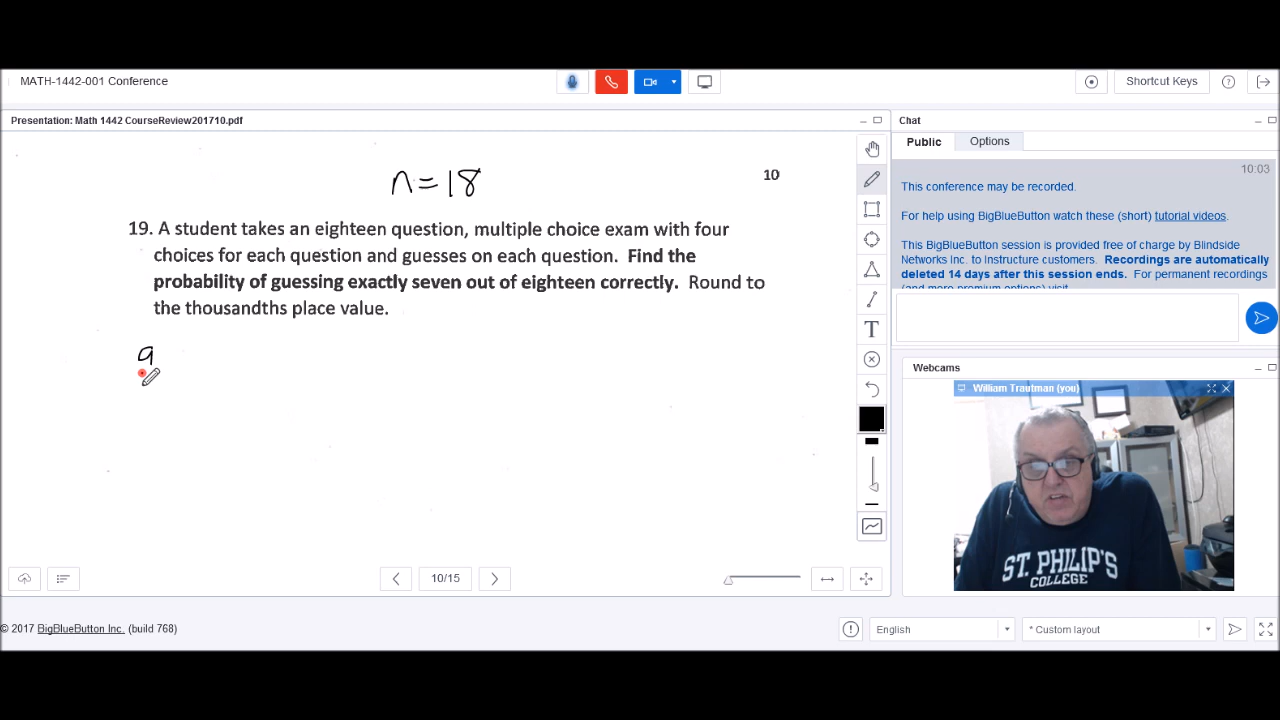 MATH-1442-001 Conference
Shortcut Keys
Presentation: Math 1442 CourseReview201710.pdf
Chat
Public
Options
n = 18
10
19. A student takes an eighteen question, multiple choice exam with four
choices for each question and guesses on each question. Find the
probability of guessing exactly seven out of eighteen correctly. Round to
the thousandths place value.
a
T
10:03
This conference may be recorded.
For help using BigBlueButton watch these (short) tutorial videos.
This BigBlueButton session is provided free of charge by Blindside
Networks Inc. to Instructure customers. Recordings are automatically
deleted 14 days after this session ends. For permanent recordings
(and more premium options) visit
Webcams
William Trautman (you)
ST. PHILIP'S
COLLEGE
10/15
© 2017 BigBlueButton Inc. (build 768)
English
* Custom layout